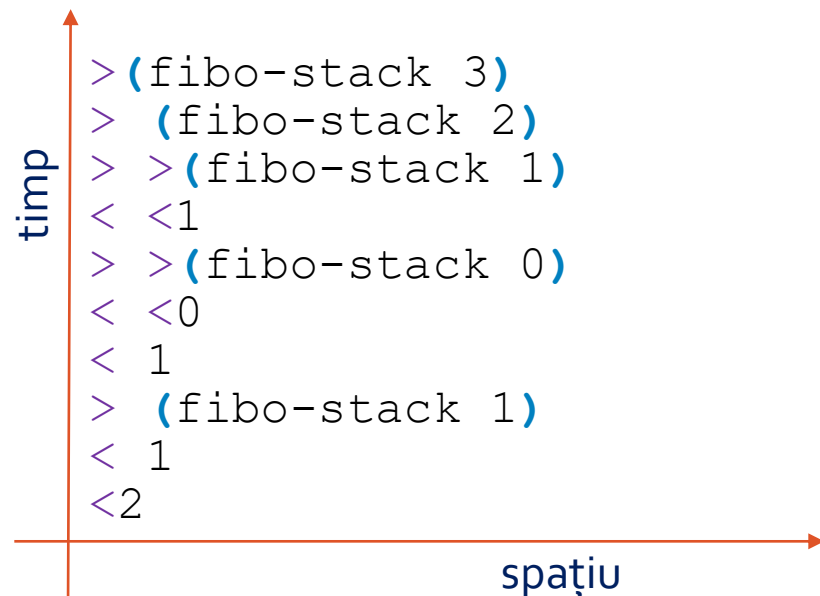 timp
>(fibo-stack 3)
> (fibo-stack 2)
> >(fibo-stack 1)
< <1
> >(fibo-stack 0)
< <0
< 1
> (fibo-stack 1)
< 1
<2
spațiu